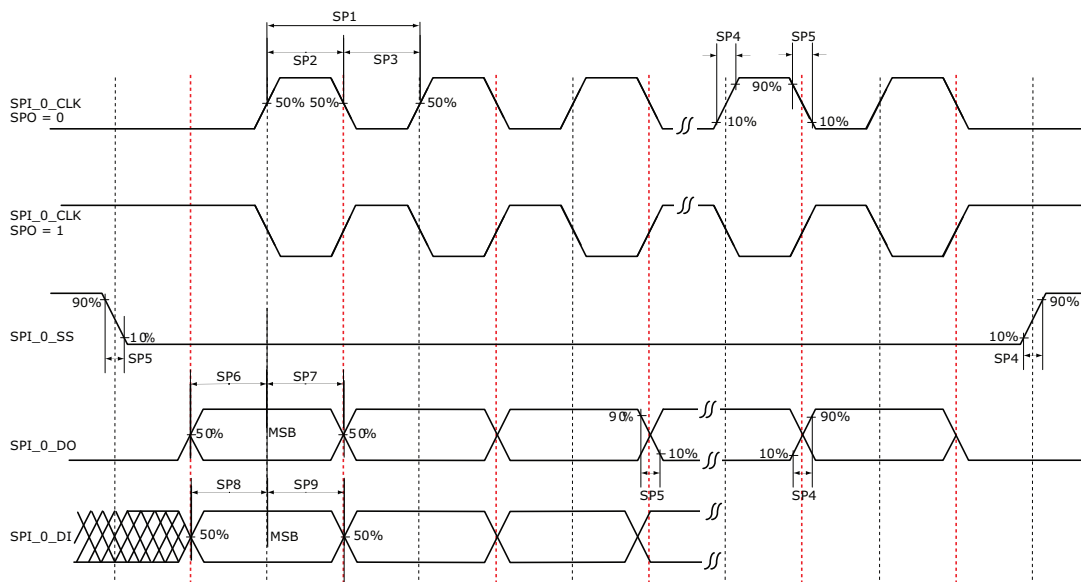 SP1
SP2 SP3
SP4 SP5
SPI_0_CLK
SPO = 0
50% 50% 50% 90%
10% 10%
SPI_0_CLK
SPO = 1
90% 90%
SPI_0_SS 10% 10%
SP5 SP4
SP6 SP7
90% 90%
50% MSB 50%
SPI_0_DO
10% 10%
SP5 SP4
SP8 SP9
SPI_0_DI 50% MSB 50%